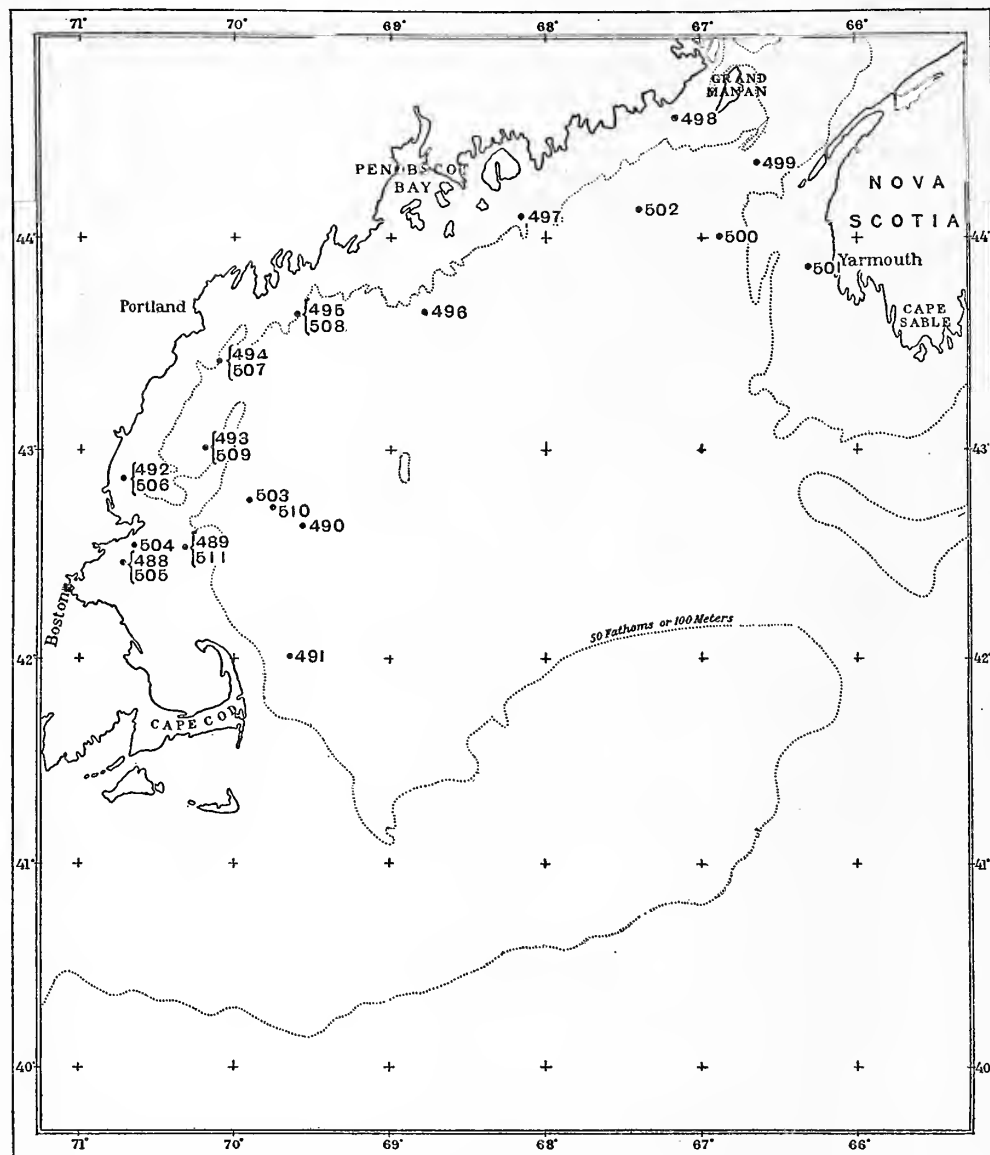 71° 70° 69° 68° 67° 66°
GRAND
MANAN
498
499
PENOBSCOT
BAY
NOVA
SCOTIA
497
502
500
44° 44°
501
Yarmouth
Portland
495
508
496
CAPE
SABLE
494
507
43° 43°
493
509
492
506
503
510
490
504
489
511
488
505
Boston
50 Fathoms or 100 Meters
491
42° 42°
CAPE COD
41° 41°
40° 40°
71° 70° 69° 68° 67° 66°